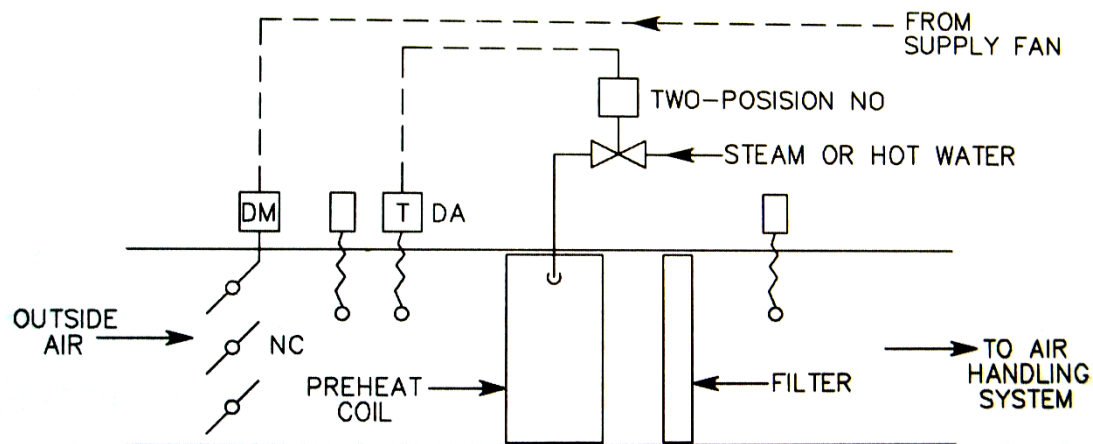 FROM
SUPPLY FAN
TWO-POSISION NO
STEAM OR HOT WATER
DM
T
DA
OUTSIDE
AIR
NC
PREHEAT
COIL
FILTER
TO AIR
HANDLING
SYSTEM